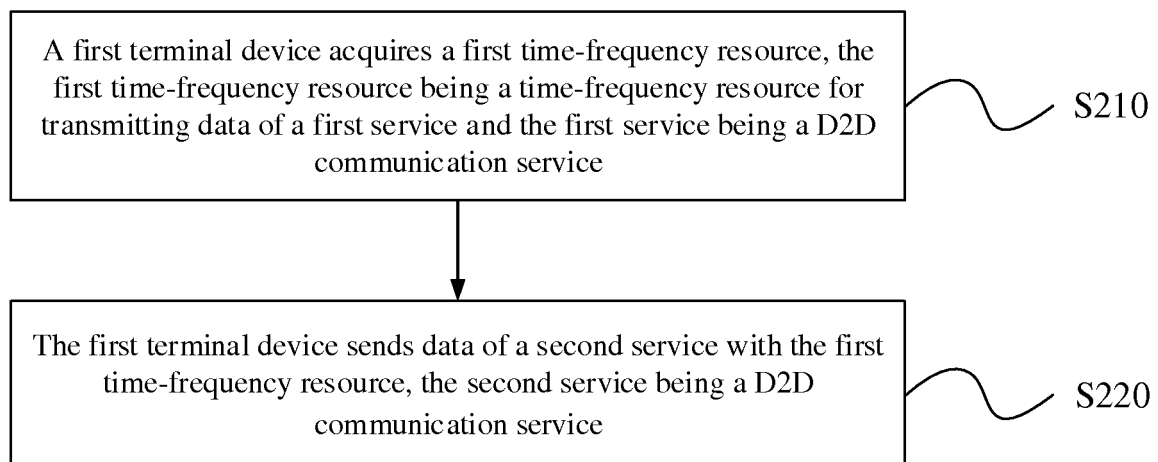 A first terminal device acquires a first time-frequency resource, the
first time-frequency resource being a time-frequency resource for
transmitting data of a first service and the first service being a D2D
communication service
S210
The first terminal device sends data of a second service with the first
time-frequency resource, the second service being a D2D
communication service
S220